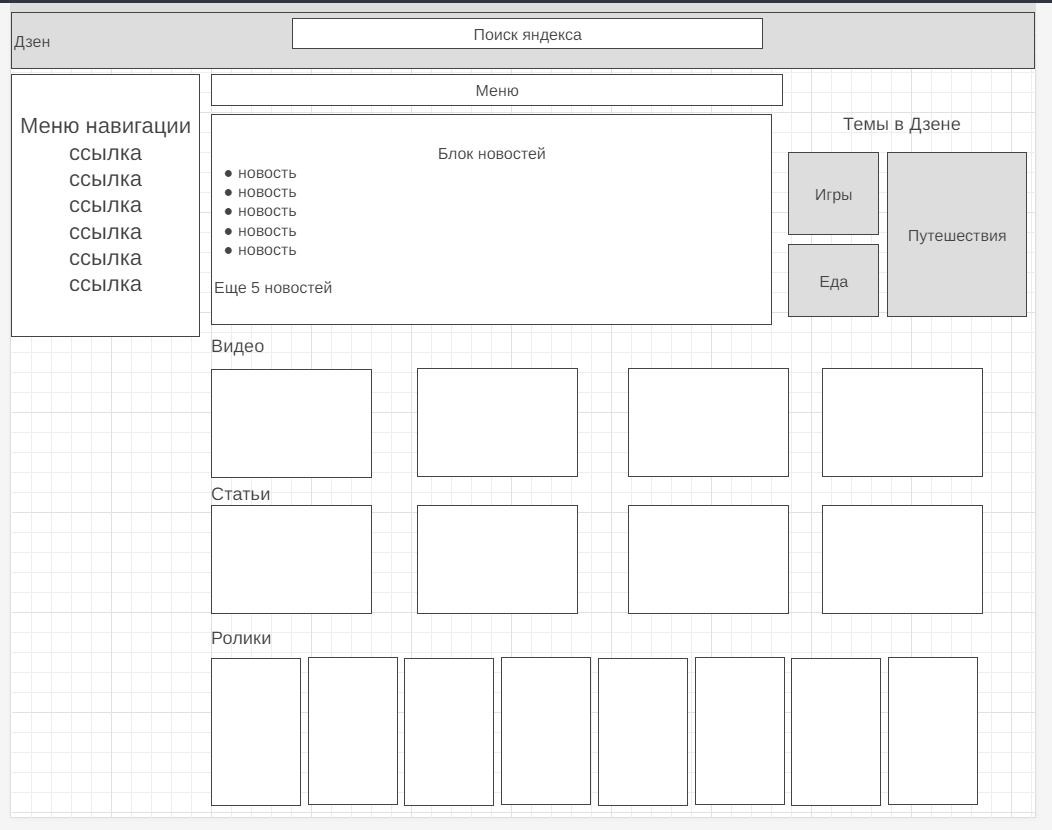 Дзен
Поиск яндекса
Меню навигации
ссылка
ссылка
ссылка
ссылка
ссылка
ссылка
Меню
Блок новостей
● новость
● новость
● новость
● новость
● новость
Еще 5 новостей
Темы в Дзене
Игры
Еда
Путешествия
Видео
Статьи
Ролики